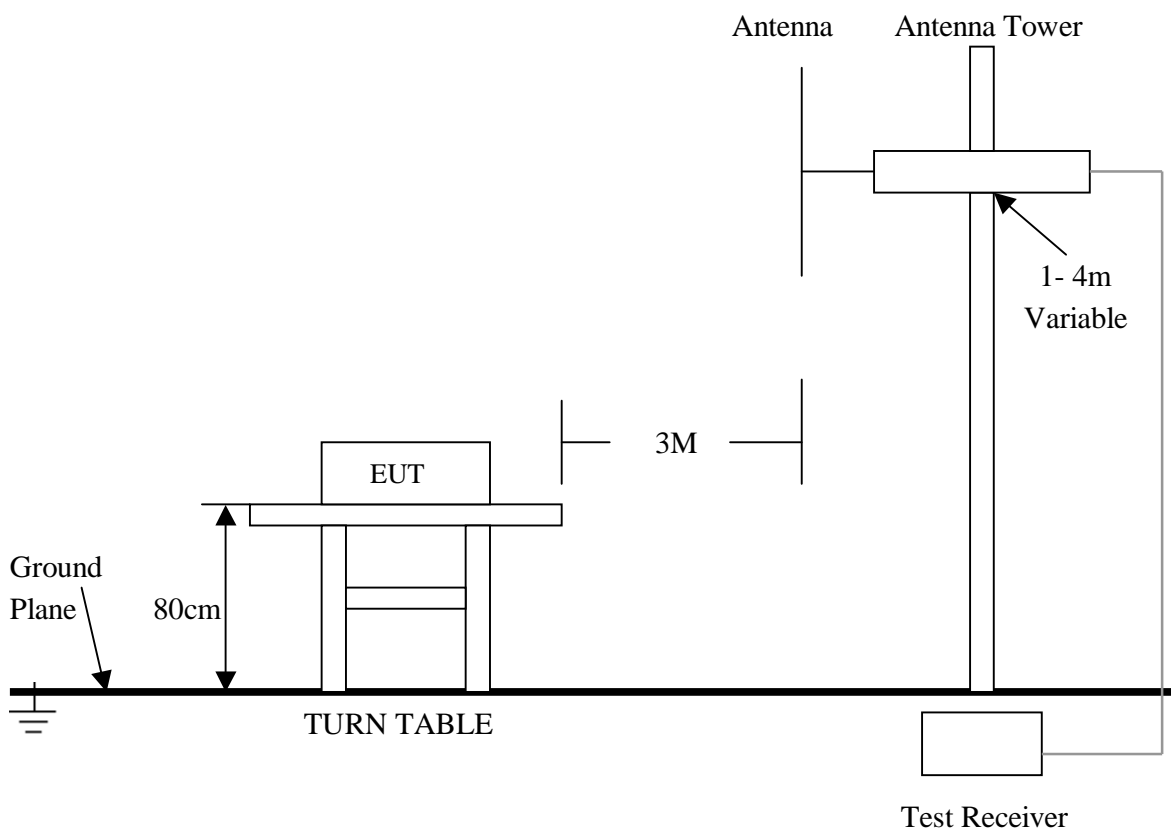 Antenna
Antenna Tower
1- 4m
Variable
3M
EUT
Ground
Plane
80cm
TURN TABLE
Test Receiver